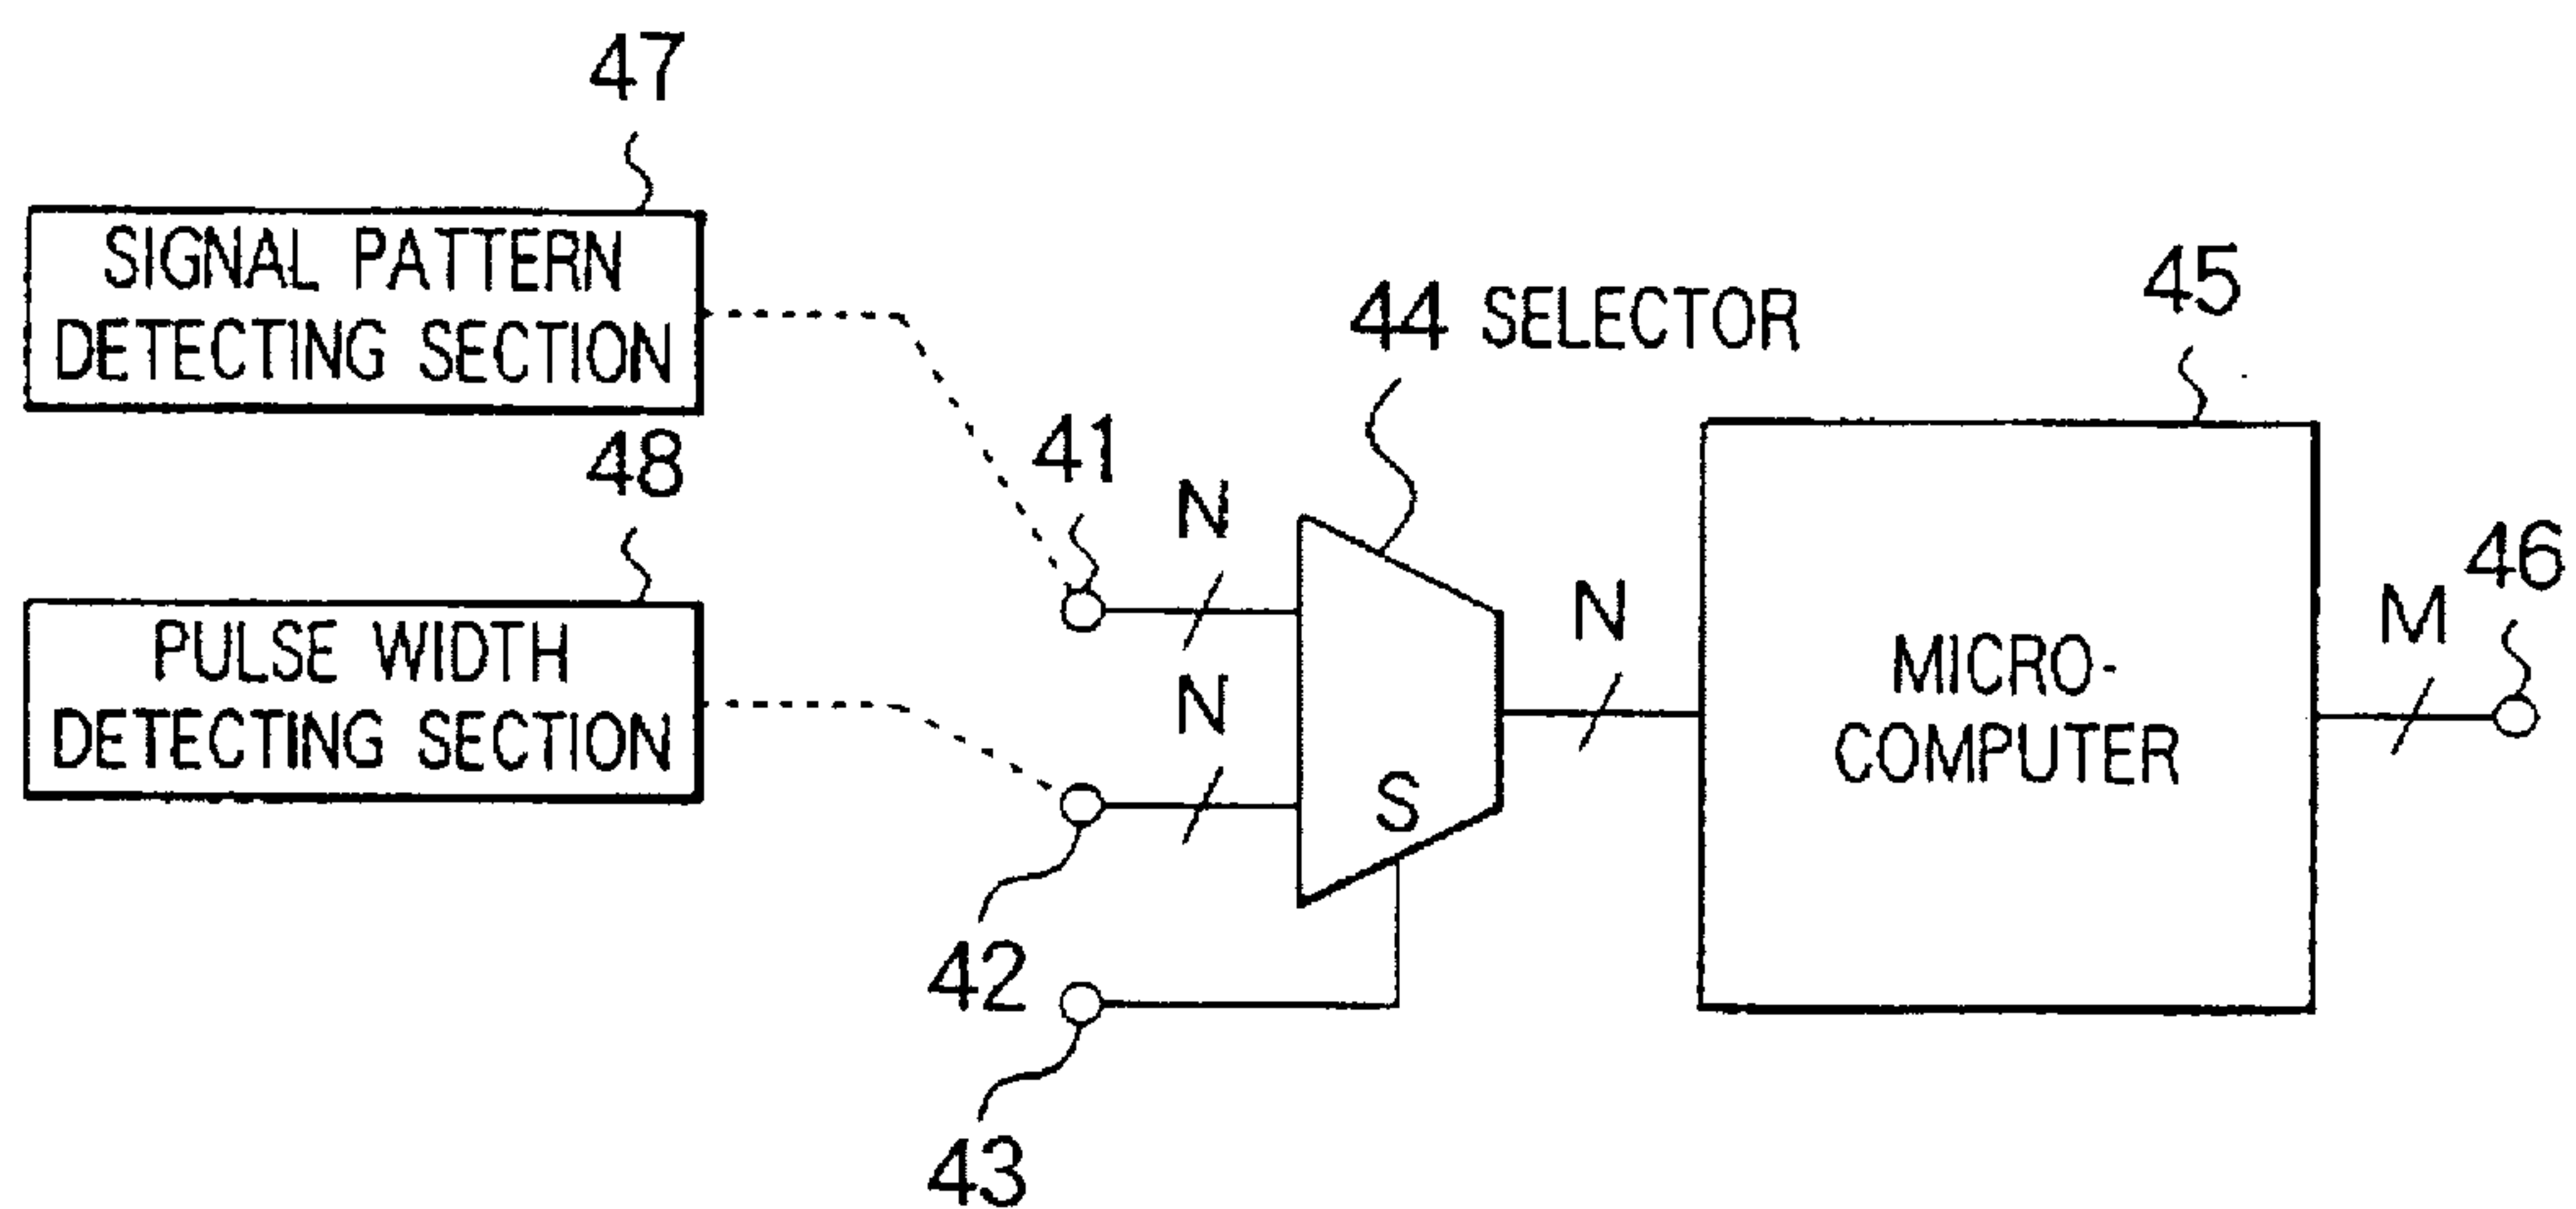 47
SIGNAL PATTERN
DETECTING SECTION
48
PULSE WIDTH
DETECTING SECTION
41
N
N
42
43
44 SELECTOR
S
N
45
MICRO-
COMPUTER
M
46